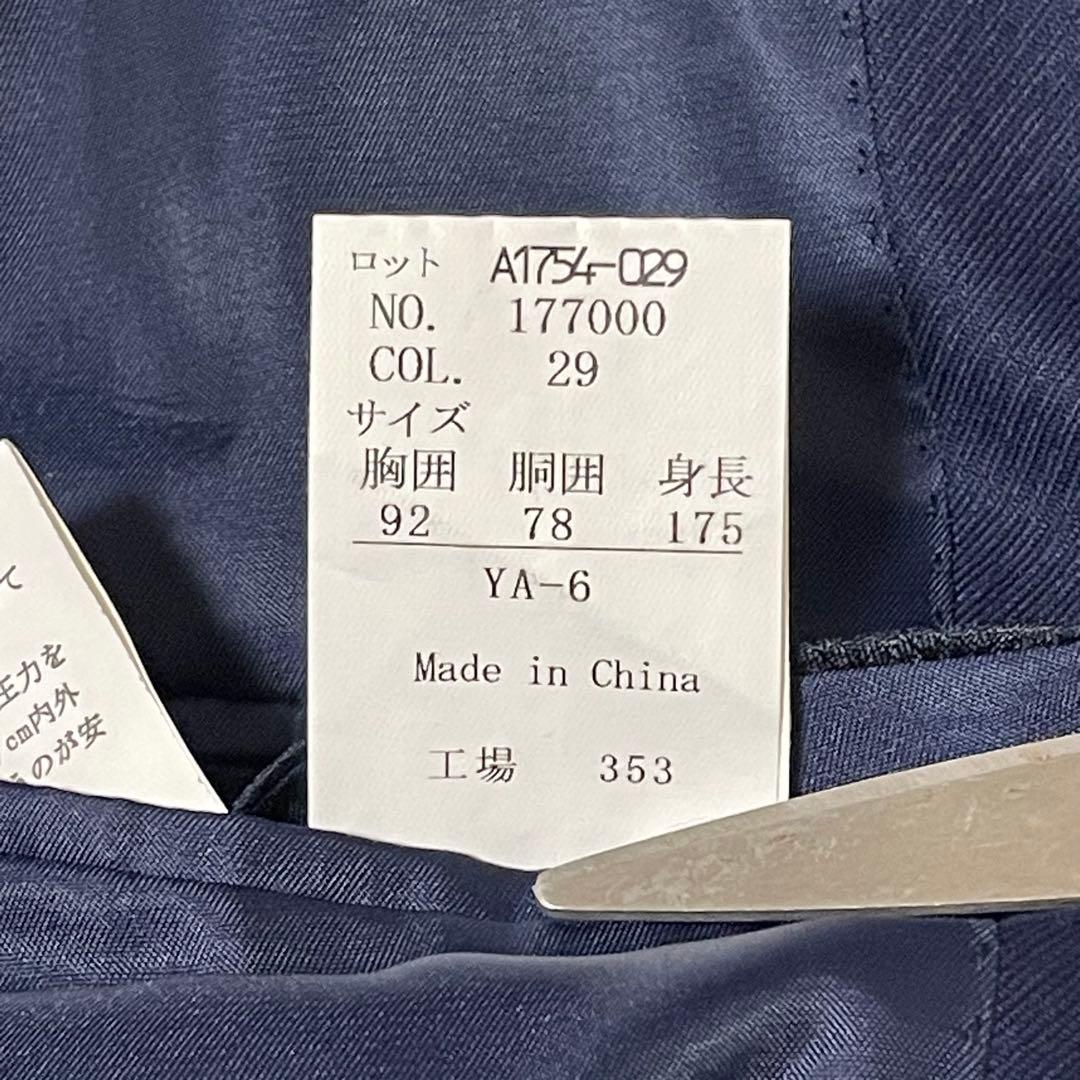 ロット A1754-029
NO. 177000
COL. 29
サイズ
胸囲 胴囲 身長
92 78 175
YA-6
Made in China
工場 353
て
圧力を
cm内外
のが安